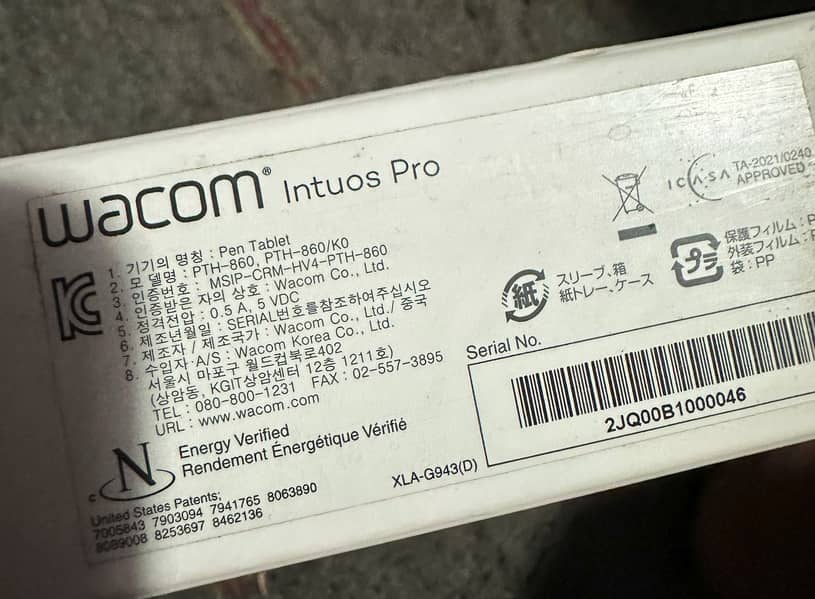 wacom® Intuos Pro
1. 기기의 명칭 : Pen Tablet
2. 모델명 : PTH-860, PTH-860/K0
3. 인증번호 : MSIP-CRM-HV4-PTH-860
4. 인증받은 자의 상호 : Wacom Co., Ltd.
5. 정격전압 : 0.5 A, 5 VDC
6. 제조년월일 : SERIAL번호를참조하여주십시오
7. 제조자 / 제조국가 : Wacom Co., Ltd./ 중국
8. 수입자・A/S : Wacom Korea Co., Ltd.
서울시 마포구 월드컵북로402
(상암동, KGIT상암센터 12층 1211호)
TEL : 080-800-1231 FAX : 02-557-3895
URL : www.wacom.com
C N
Energy Verified
Rendement Énergétique Vérifié
United States Patents;
7005843 7903094 7941765 8063890
8089008 8253697 8462136
XLA-G943(D)
ICASA TA-2021/0240
APPROVED
紙
スリーブ、箱
紙トレー、ケース
プラ
保護フィルム : P
外装フィルム : P
袋 : PP
Serial No.
2JQ00B1000046